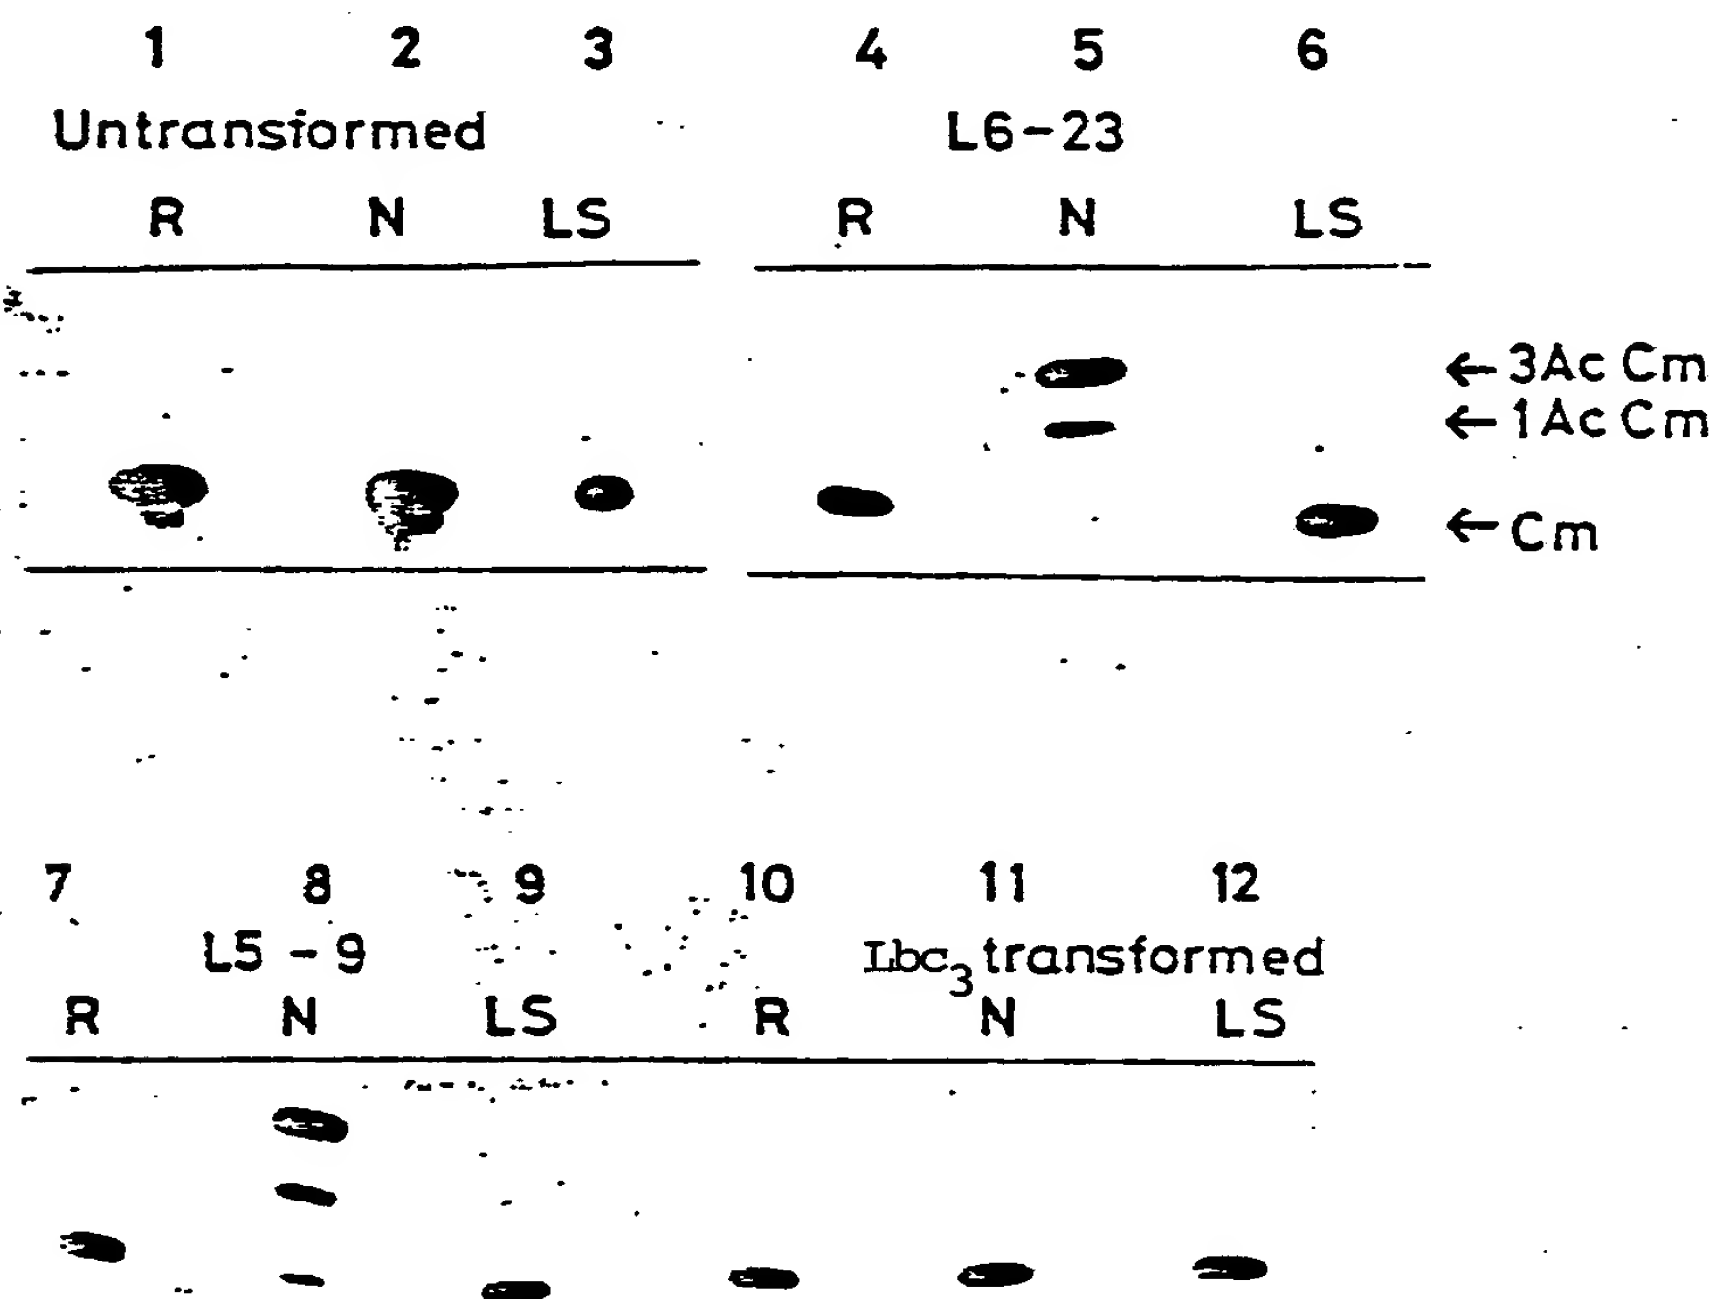 1 2 3 4 5 6
Untransformed L6-23
R N LS R N LS
← 3Ac Cm
← 1Ac Cm
← Cm
7 8 9 10 11 12
L5 - 9 Lbc3 transformed
R N LS R N LS